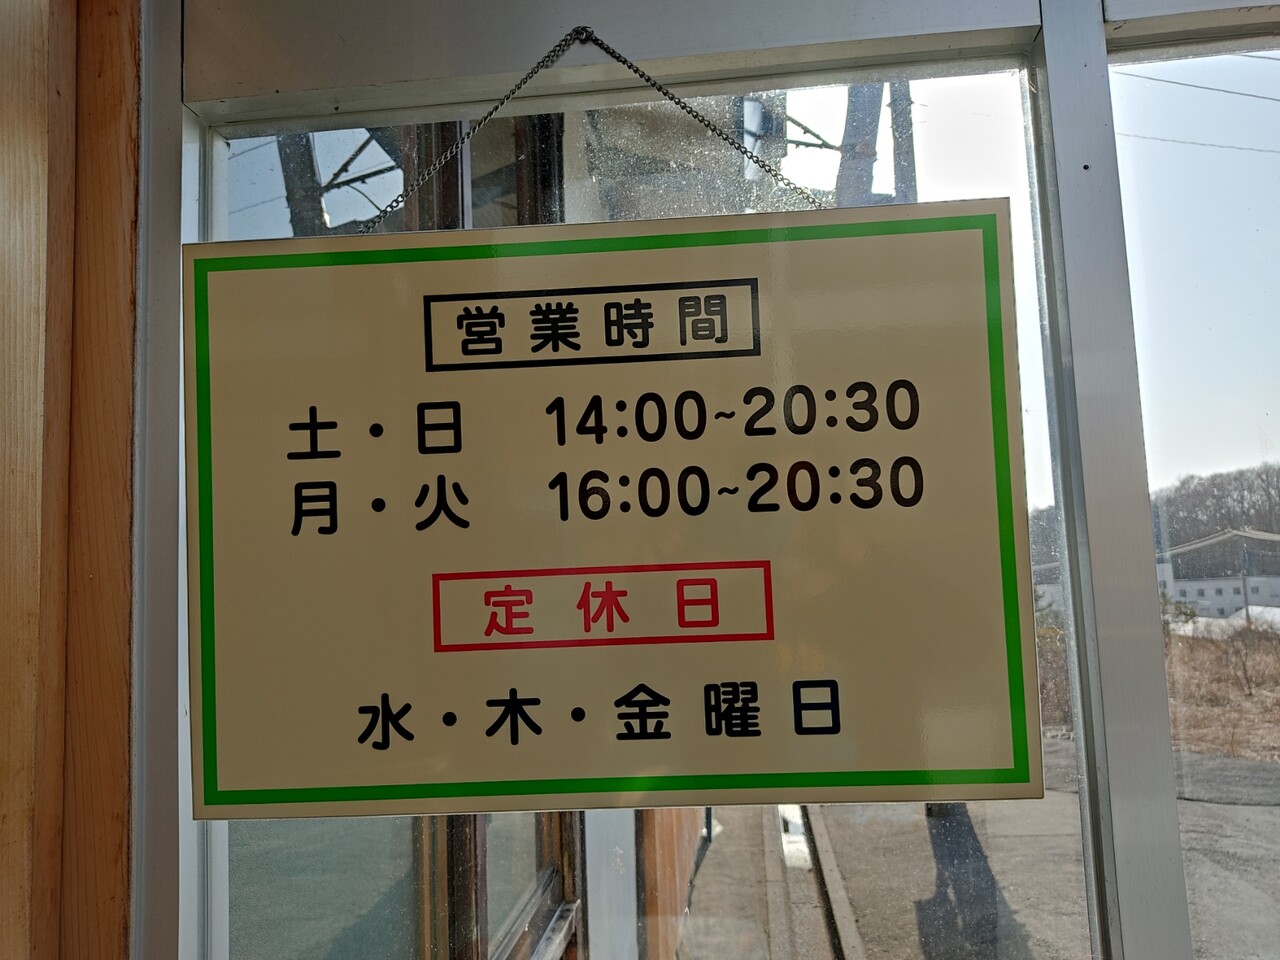 営業時間
土・日 14:00~20:30
月・火 16:00~20:30
定休日
水・木・金曜日